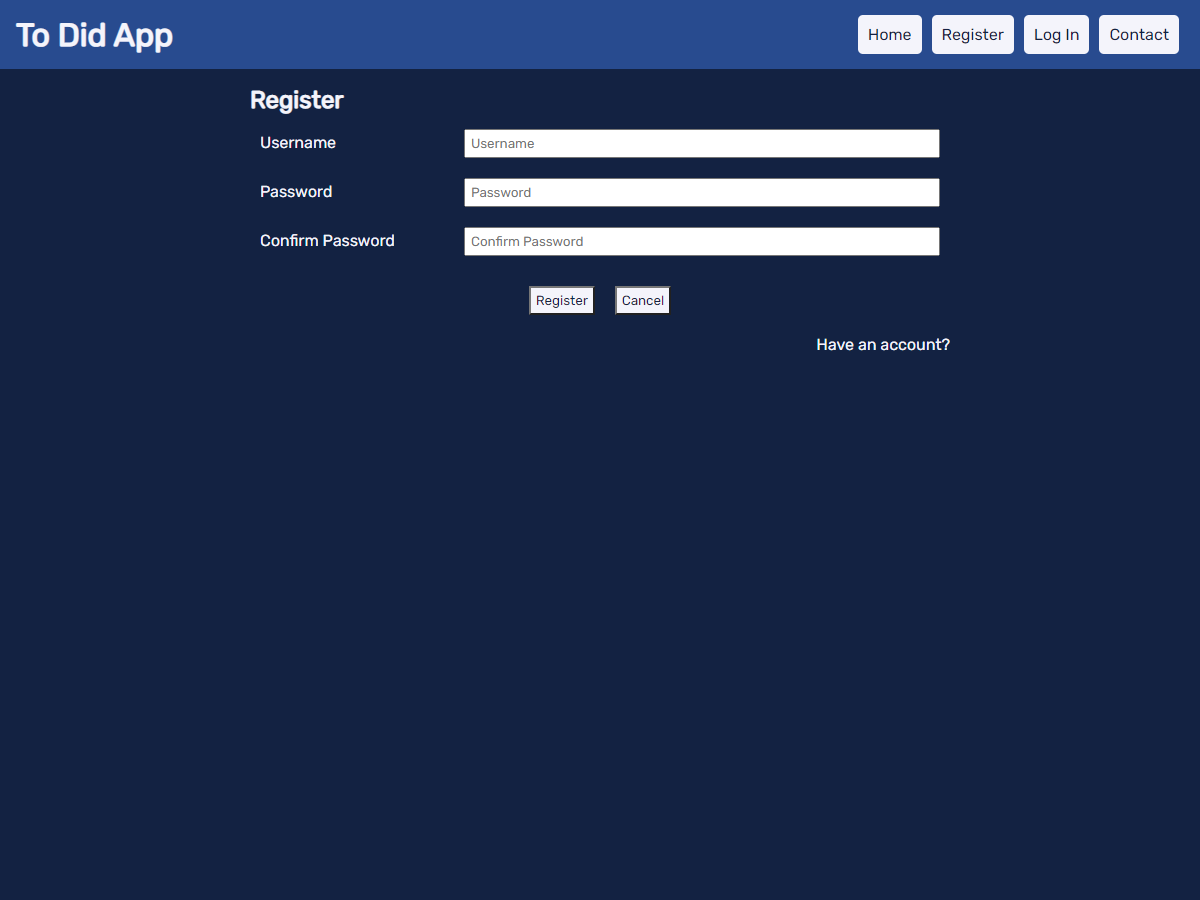 To Did App
Home Register Log In Contact
Register
Username Username
Password Password
Confirm Password Confirm Password
Register Cancel
Have an account?